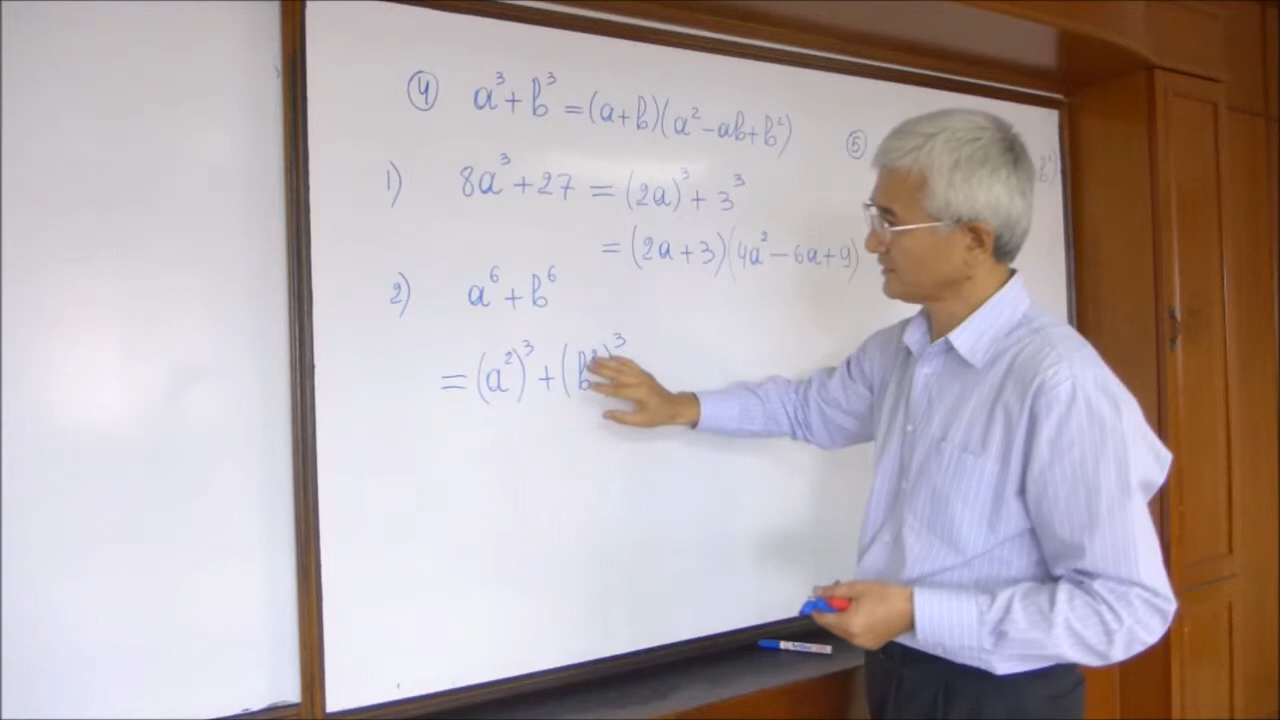 ④ a³ + b³ = (a+b)(a² − ab + b²)
⑤
1) 8a³ + 27 = (2a)³ + 3³
= (2a + 3)(4a² − 6a + 9)
2) a⁶ + b⁶
= (a²)³ + (b²)³